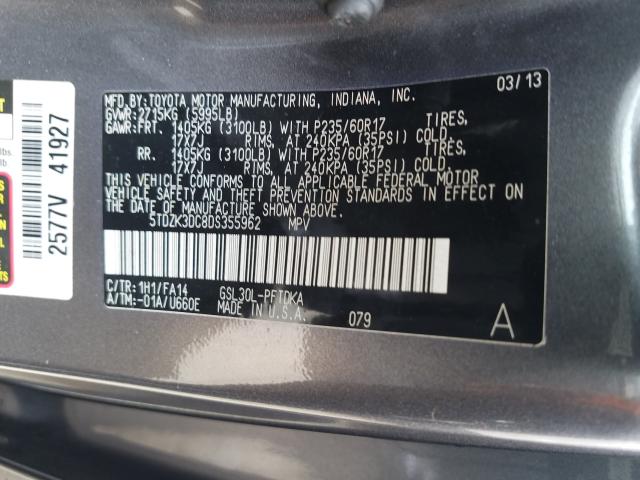 03/13
MFD.BY:TOYOTA MOTOR MANUFACTURING, INDIANA, INC.
GVWR:2715KG (5995LB)
GAWR:FRT. 1405KG (3100LB) WITH P235/60R17 TIRES,
17X7J RIMS, AT 240KPA (35PSI) COLD.
RR. 1405KG (3100LB) WITH P235/60R17 TIRES,
17X7J RIMS, AT 240KPA (35PSI) COLD.
THIS VEHICLE CONFORMS TO ALL APPLICABLE FEDERAL MOTOR
VEHICLE SAFETY AND THEFT PREVENTION STANDARDS IN EFFECT ON
THE DATE OF MANUFACTURE SHOWN ABOVE.
5TDZK3DC8DS355962 MPV
C/TR:1H1/FA14 GSL30L-PFTDKA
A/TM:-01A/U660E MADE IN U.S.A.
079
A
2577V 41927
lbs.
lb